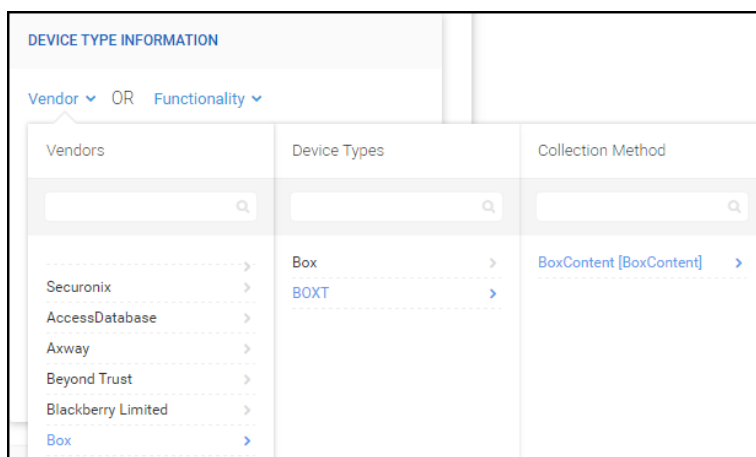 DEVICE TYPE INFORMATION
Vendor OR Functionality
Vendors
Device Types
Collection Method
Securonix
AccessDatabase
Axway
Beyond Trust
Blackberry Limited
Box
Box
BOXT
BoxContent [BoxContent]